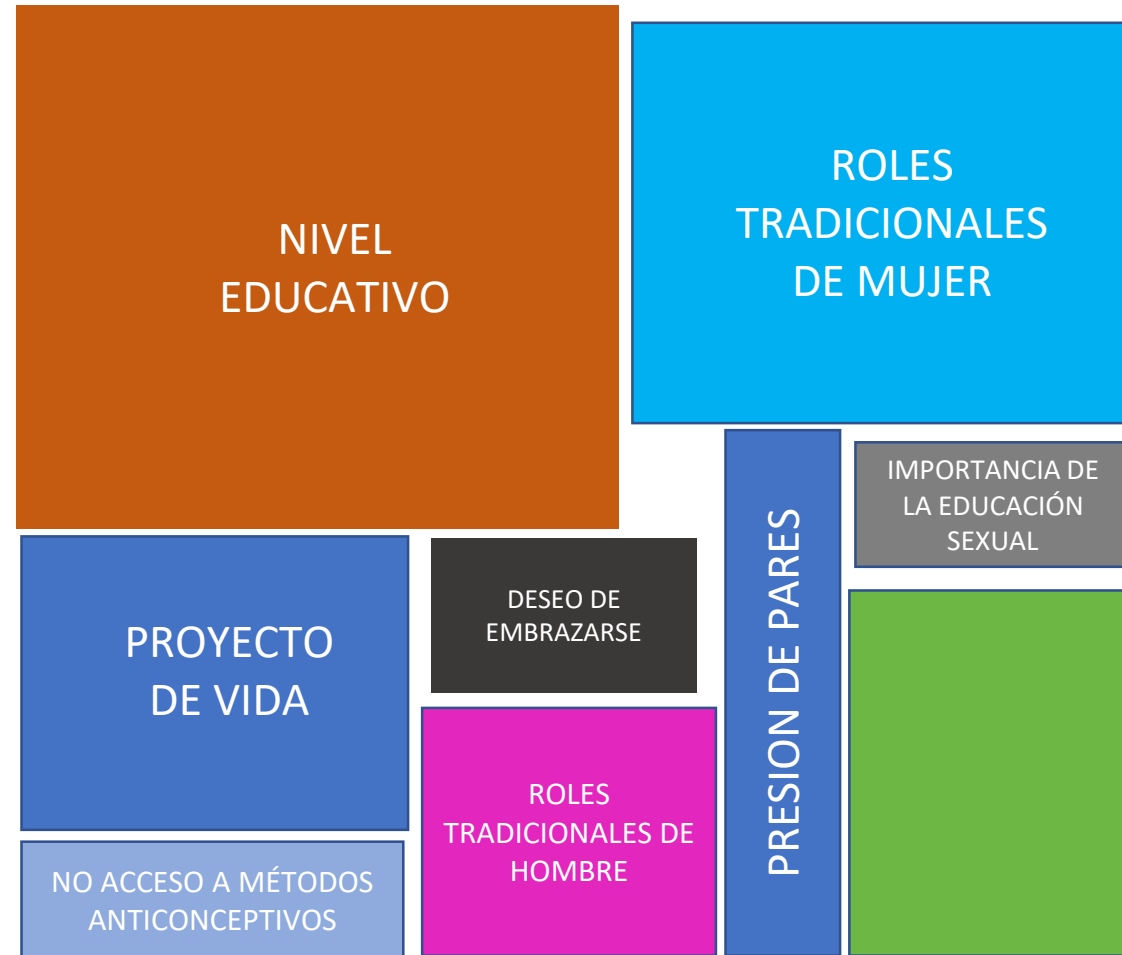 NIVEL
EDUCATIVO
ROLES
TRADICIONALES
DE MUJER
PROYECTO
DE VIDA
DESEO DE
EMBRAZARSE
PRESION DE PARES
IMPORTANCIA DE
LA EDUCACIÓN
SEXUAL
NO ACCESO A MÉTODOS
ANTICONCEPTIVOS
ROLES
TRADICIONALES DE
HOMBRE